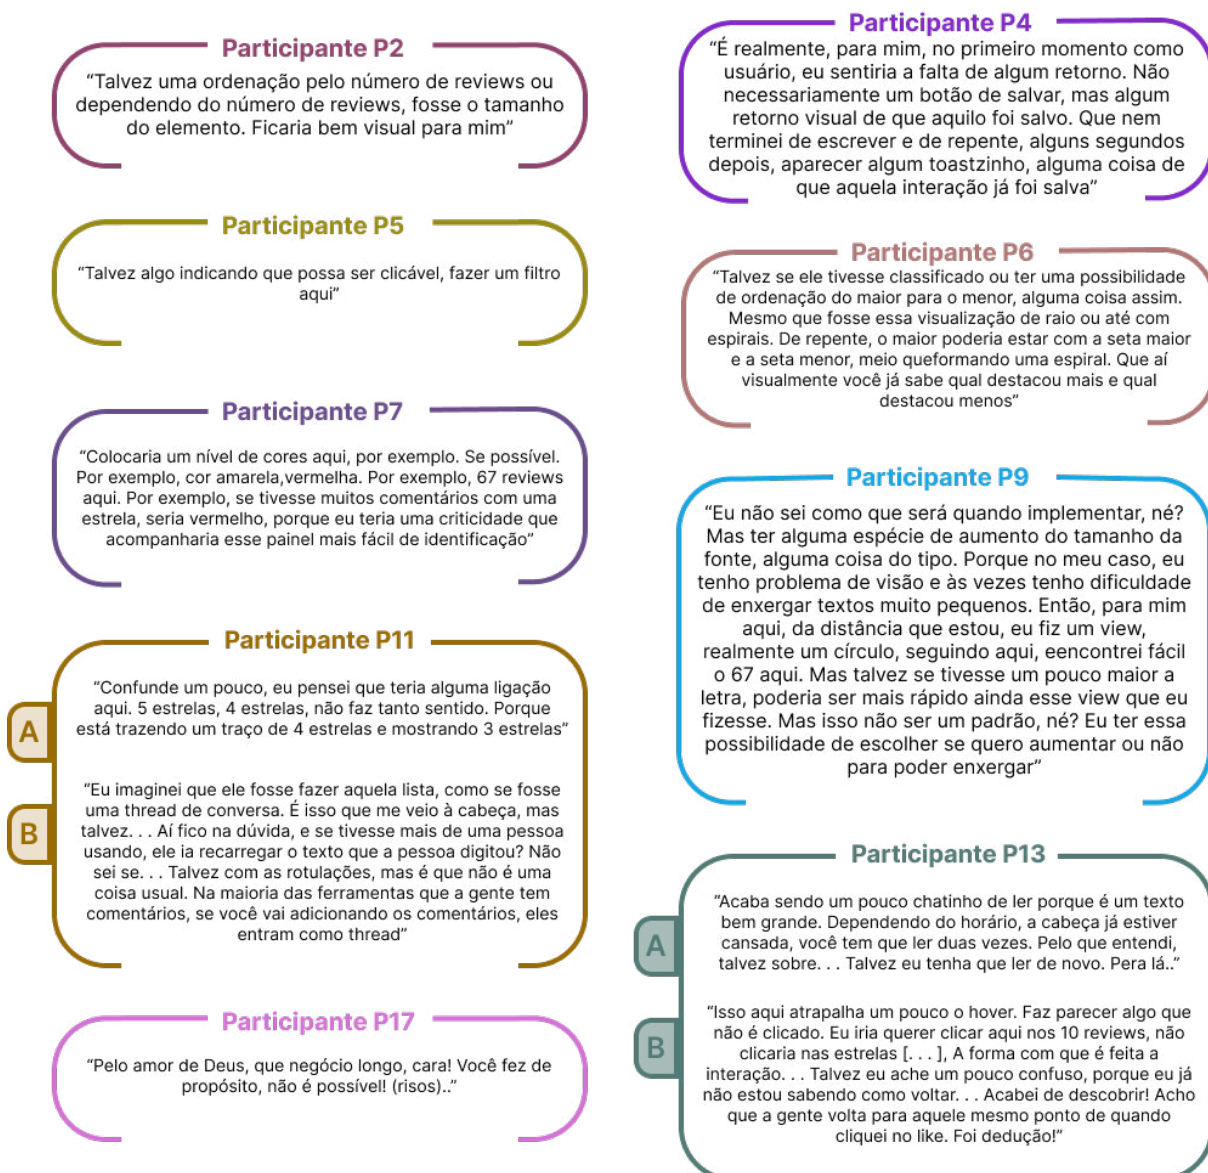 Participante P2
“Talvez uma ordenação pelo número de reviews ou
dependendo do número de reviews, fosse o tamanho
do elemento. Ficaria bem visual para mim”
Participante P4
“É realmente, para mim, no primeiro momento como
usuário, eu sentiria a falta de algum retorno. Não
necessariamente um botão de salvar, mas algum
retorno visual de que aquilo foi salvo. Que nem
terminei de escrever e de repente, alguns segundos
depois, aparecer algum toastzinho, alguma coisa de
que aquela interação já foi salva”
Participante P5
“Talvez algo indicando que possa ser clicável, fazer um filtro
aqui”
Participante P6
“Talvez se ele tivesse classificado ou ter uma possibilidade
de ordenação do maior para o menor, alguma coisa assim.
Mesmo que fosse essa visualização de raio ou até com
espirais. De repente, o maior poderia estar com a seta maior
e a seta menor, meio queformando uma espiral. Que aí
visualmente você já sabe qual destacou mais e qual
destacou menos”
Participante P7
“Colocaria um nível de cores aqui, por exemplo. Se possível.
Por exemplo, cor amarela,vermelha. Por exemplo, 67 reviews
aqui. Por exemplo, se tivesse muitos comentários com uma
estrela, seria vermelho, porque eu teria uma criticidade que
acompanharia esse painel mais fácil de identificação”
Participante P9
“Eu não sei como que será quando implementar, né?
Mas ter alguma espécie de aumento do tamanho da
fonte, alguma coisa do tipo. Porque no meu caso, eu
tenho problema de visão e às vezes tenho dificuldade
de enxergar textos muito pequenos. Então, para mim
aqui, da distância que estou, eu fiz um view,
realmente um círculo, seguindo aqui, eencontrei fácil
o 67 aqui. Mas talvez se tivesse um pouco maior a
letra, poderia ser mais rápido ainda esse view que eu
fizesse. Mas isso não ser um padrão, né? Eu ter essa
possibilidade de escolher se quero aumentar ou não
para poder enxergar”
Participante P11
A
“Confunde um pouco, eu pensei que teria alguma ligação
aqui. 5 estrelas, 4 estrelas, não faz tanto sentido. Porque
está trazendo um traço de 4 estrelas e mostrando 3 estrelas”
B
“Eu imaginei que ele fosse fazer aquela lista, como se fosse
uma thread de conversa. É isso que me veio à cabeça, mas
talvez. . . Aí fico na dúvida, e se tivesse mais de uma pessoa
usando, ele ia recarregar o texto que a pessoa digitou? Não
sei se. . . Talvez com as rotulações, mas é que não é uma
coisa usual. Na maioria das ferramentas que a gente tem
comentários, se você vai adicionando os comentários, eles
entram como thread”
Participante P13
A
“Acaba sendo um pouco chatinho de ler porque é um texto
bem grande. Dependendo do horário, a cabeça já estiver
cansada, você tem que ler duas vezes. Pelo que entendi,
talvez sobre. . . Talvez eu tenha que ler de novo. Pera lá..”
B
“Isso aqui atrapalha um pouco o hover. Faz parecer algo que
não é clicado. Eu iria querer clicar aqui nos 10 reviews, não
clicaria nas estrelas [. . . ], A forma com que é feita a
interação. . . Talvez eu ache um pouco confuso, porque eu já
não estou sabendo como voltar. . . Acabei de descobrir! Acho
que a gente volta para aquele mesmo ponto de quando
cliquei no like. Foi dedução!”
Participante P17
“Pelo amor de Deus, que negócio longo, cara! Você fez de
propósito, não é possível! (risos)..”